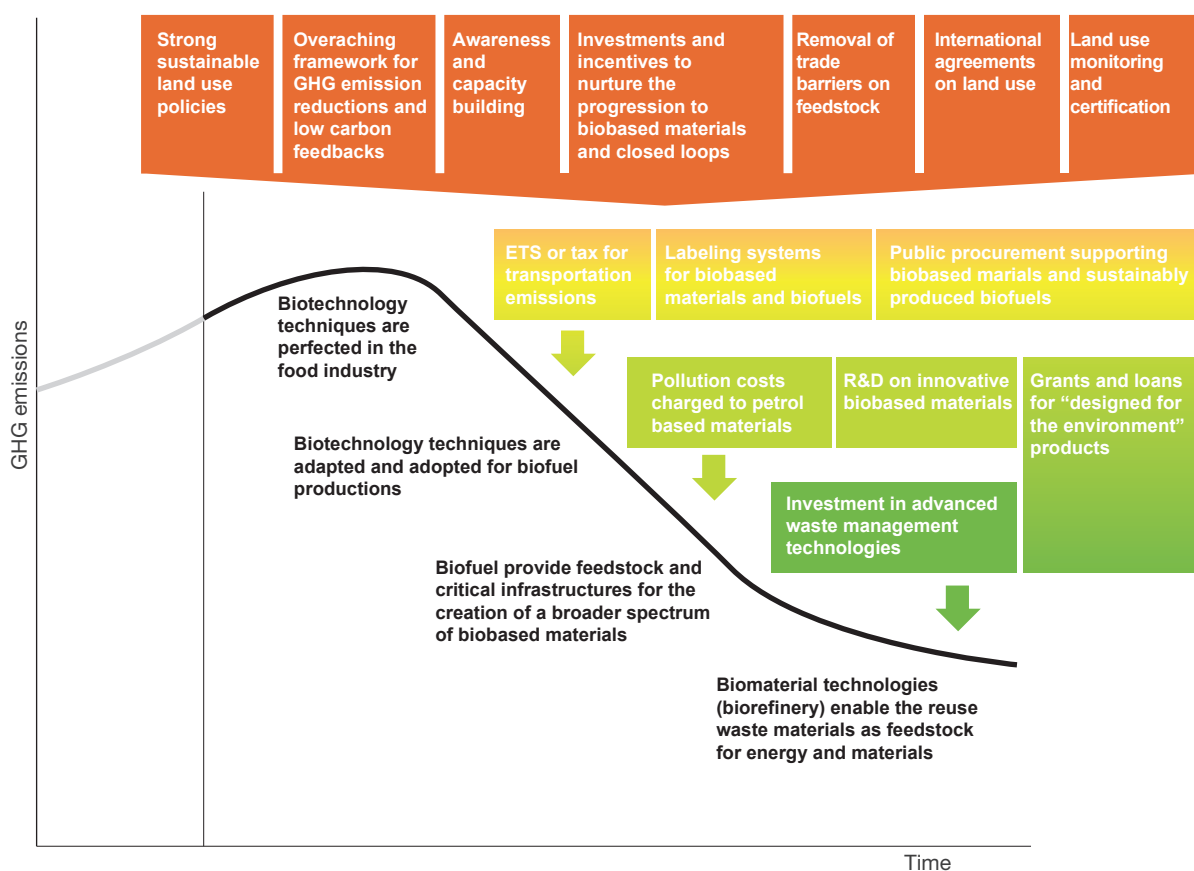 Strong
sustainable
land use
policies
Overaching
framework for
GHG emission
reductions and
low carbon
feedbacks
Awareness
and
capacity
building
Investments and
incentives to
nurture the
progression to
biobased materials
and closed loops
Removal of
trade
barriers on
feedstock
International
agreements
on land use
Land use
monitoring
and
certification
ETS or tax for
transportation
emissions
Labeling systems
for biobased
materials and biofuels
Public procurement supporting
biobased marials and sustainably
produced biofuels
Biotechnology
techniques are
perfected in the
food industry
Pollution costs
charged to petrol
based materials
R&D on innovative
biobased materials
Grants and loans
for “designed for
the environment”
products
Biotechnology techniques are
adapted and adopted for biofuel
productions
Investment in advanced
waste management
technologies
Biofuel provide feedstock and
critical infrastructures for the
creation of a broader spectrum
of biobased materials
Biomaterial technologies
(biorefinery) enable the reuse
waste materials as feedstock
for energy and materials
GHG emissions
Time